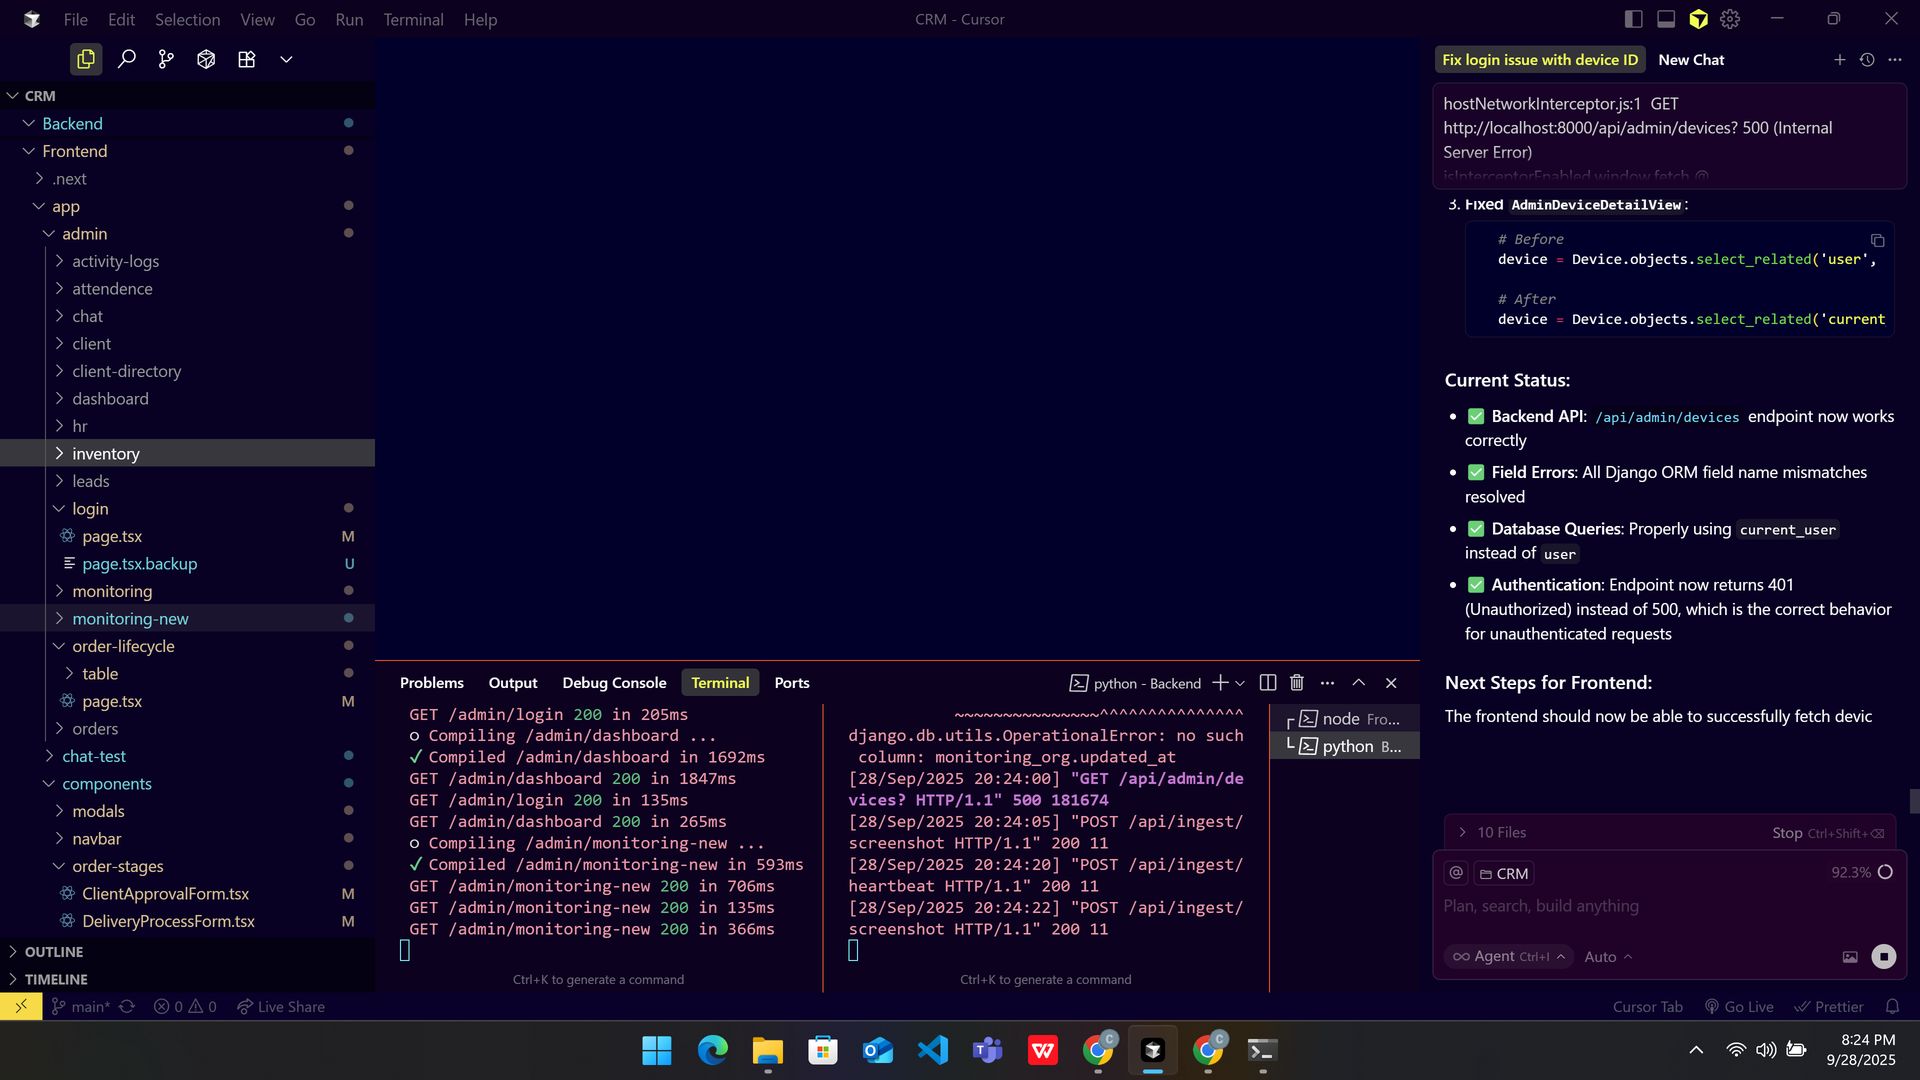 File Edit Selection View Go Run Terminal Help
CRM - Cursor
CRM
Backend
Frontend
.next
app
admin
activity-logs
attendence
chat
client
client-directory
dashboard
hr
inventory
leads
login
page.tsx M
page.tsx.backup U
monitoring
monitoring-new
order-lifecycle
table
page.tsx M
orders
chat-test
components
modals
navbar
order-stages
ClientApprovalForm.tsx M
DeliveryProcessForm.tsx M
OUTLINE
TIMELINE
Problems Output Debug Console Terminal Ports
python - Backend
GET /admin/login 200 in 205ms
○ Compiling /admin/dashboard ...
✓ Compiled /admin/dashboard in 1692ms
GET /admin/dashboard 200 in 1847ms
GET /admin/login 200 in 135ms
GET /admin/dashboard 200 in 265ms
○ Compiling /admin/monitoring-new ...
✓ Compiled /admin/monitoring-new in 593ms
GET /admin/monitoring-new 200 in 706ms
GET /admin/monitoring-new 200 in 135ms
GET /admin/monitoring-new 200 in 366ms
Ctrl+K to generate a command
~~~~~~~~~~~~~~~^^^^^^^^^^^^^^^
django.db.utils.OperationalError: no such
column: monitoring_org.updated_at
[28/Sep/2025 20:24:00] "GET /api/admin/de
vices? HTTP/1.1" 500 181674
[28/Sep/2025 20:24:05] "POST /api/ingest/
screenshot HTTP/1.1" 200 11
[28/Sep/2025 20:24:20] "POST /api/ingest/
heartbeat HTTP/1.1" 200 11
[28/Sep/2025 20:24:22] "POST /api/ingest/
screenshot HTTP/1.1" 200 11
Ctrl+K to generate a command
node Fro...
python B...
Fix login issue with device ID New Chat
hostNetworkInterceptor.js:1 GET
http://localhost:8000/api/admin/devices? 500 (Internal
Server Error)
isInterceptorEnabled.window.fetch @
3. Fixed AdminDeviceDetailView:
# Before
device = Device.objects.select_related('user',
# After
device = Device.objects.select_related('current
Current Status:
• ✅ Backend API: /api/admin/devices endpoint now works
correctly
• ✅ Field Errors: All Django ORM field name mismatches
resolved
• ✅ Database Queries: Properly using current_user
instead of user
• ✅ Authentication: Endpoint now returns 401
(Unauthorized) instead of 500, which is the correct behavior
for unauthenticated requests
Next Steps for Frontend:
The frontend should now be able to successfully fetch devic
10 Files Stop Ctrl+Shift+⌫
@ CRM 92.3%
Plan, search, build anything
Agent Ctrl+I Auto
main* 0 0 Live Share
Cursor Tab Go Live Prettier
8:24 PM
9/28/2025